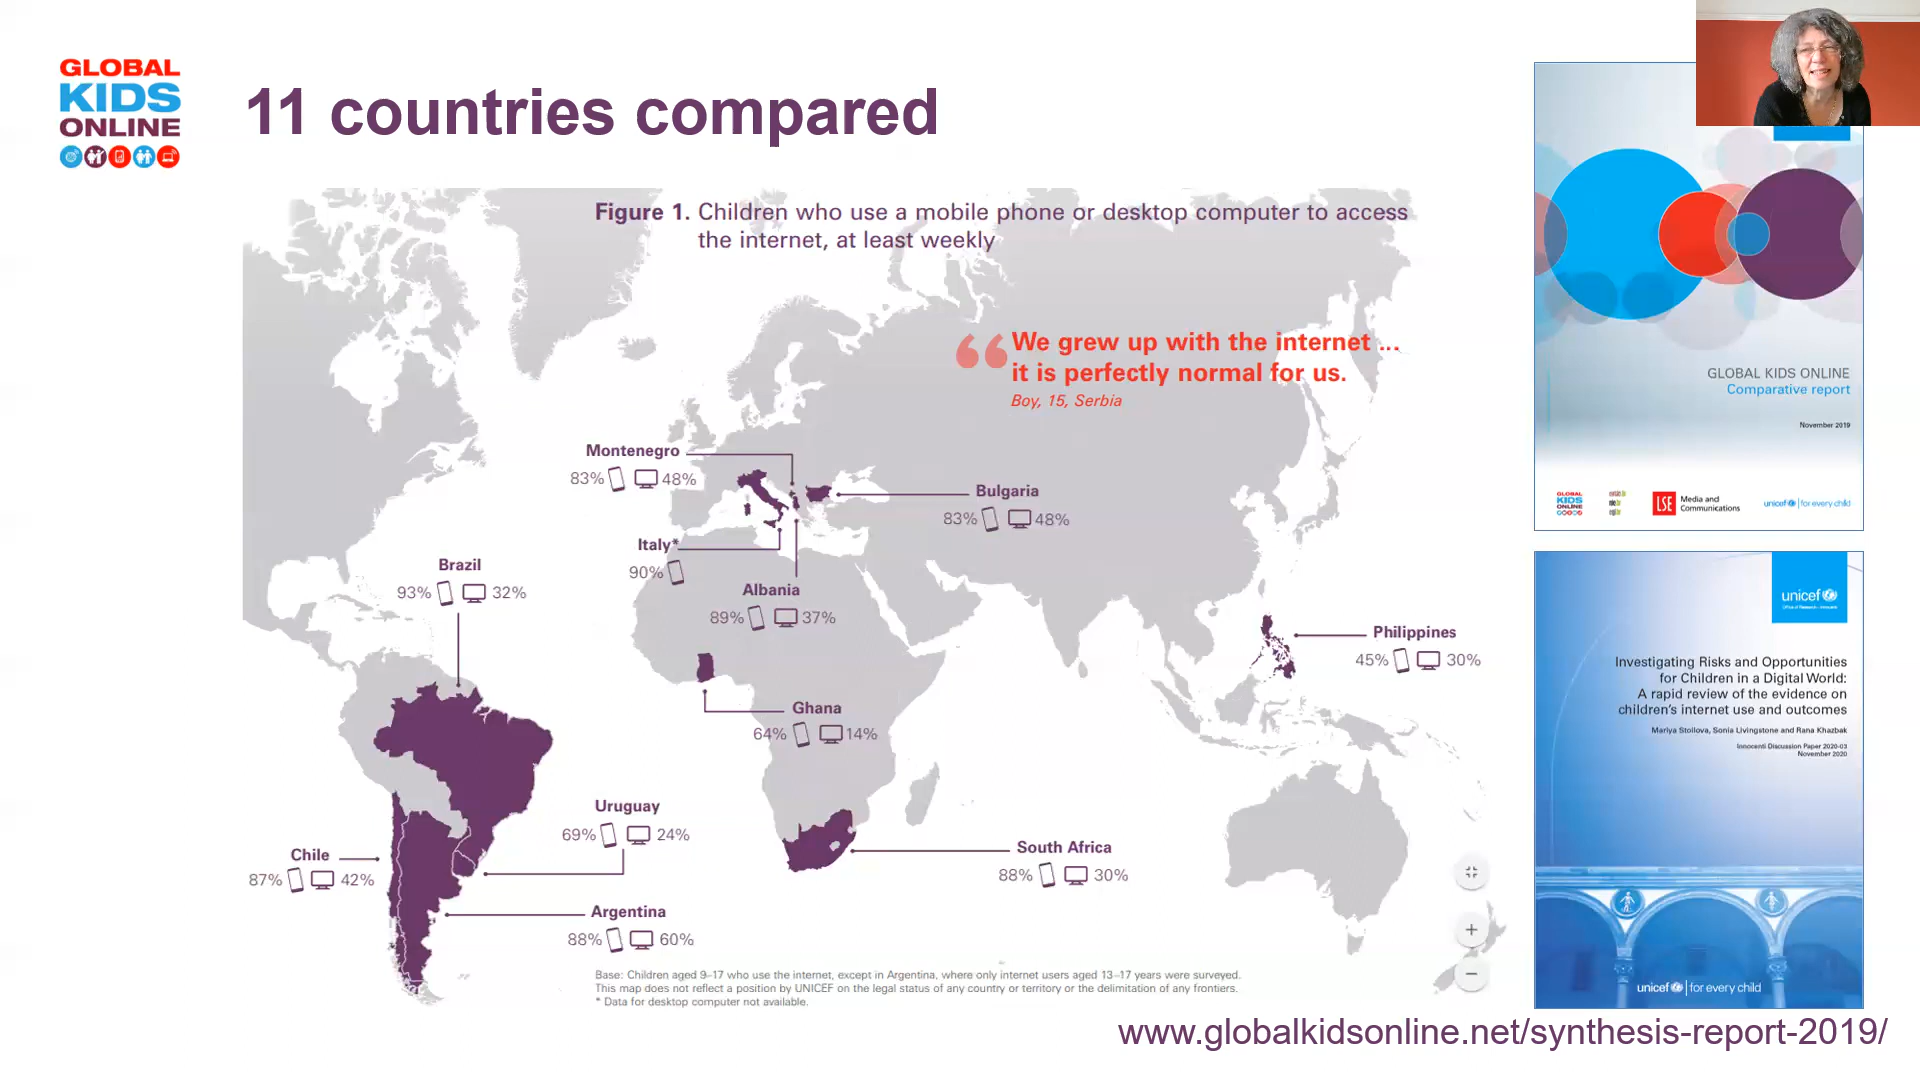 GLOBAL
KIDS
ONLINE
11 countries compared
Figure 1. Children who use a mobile phone or desktop computer to access
the internet, at least weekly
We grew up with the internet ...
it is perfectly normal for us.
Boy, 15, Serbia
Montenegro
83% 48%
Bulgaria
83% 48%
Italy*
90%
Brazil
93% 32%
Albania
89% 37%
Philippines
45% 30%
Ghana
64% 14%
Uruguay
69% 24%
Chile
87% 42%
South Africa
88% 30%
Argentina
88% 60%
Base: Children aged 9–17 who use the internet, except in Argentina, where only internet users aged 13–17 years were surveyed.
This map does not reflect a position by UNICEF on the legal status of any country or territory or the delimitation of any frontiers.
* Data for desktop computer not available.
GLOBAL KIDS ONLINE
Comparative report
November 2019
GLOBAL
KIDS
ONLINE
LSE Media and
Communications
unicef for every child
unicef
Investigating Risks and Opportunities
for Children in a Digital World:
A rapid review of the evidence on
children's internet use and outcomes
Mariya Stoilova, Sonia Livingstone and Rana Khazbak
Innocenti Discussion Paper 2020-03
November 2020
unicef for every child
www.globalkidsonline.net/synthesis-report-2019/